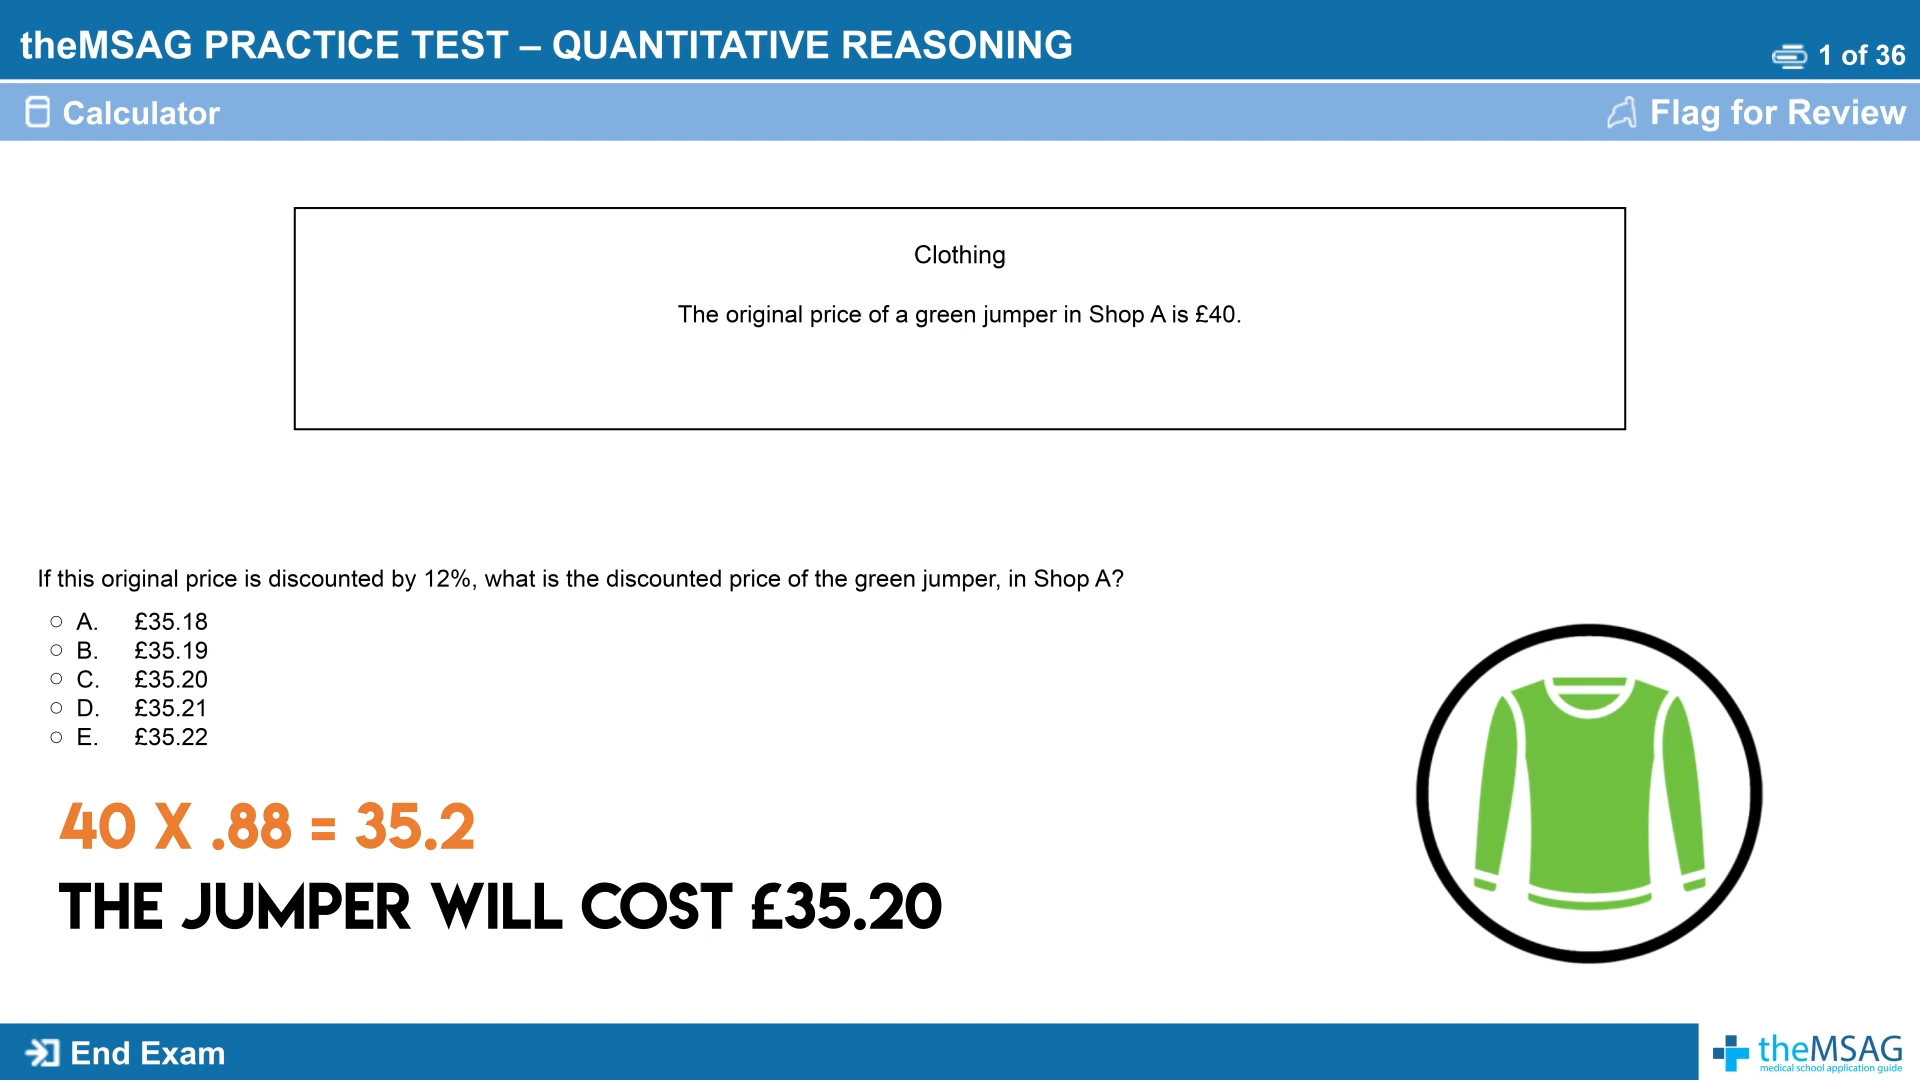 theMSAG PRACTICE TEST – QUANTITATIVE REASONING
1 of 36
Calculator
Flag for Review
Clothing
The original price of a green jumper in Shop A is £40.
If this original price is discounted by 12%, what is the discounted price of the green jumper, in Shop A?
A. £35.18
B. £35.19
C. £35.20
D. £35.21
E. £35.22
40 X .88 = 35.2
THE JUMPER WILL COST £35.20
End Exam
theMSAG
medical school application guide